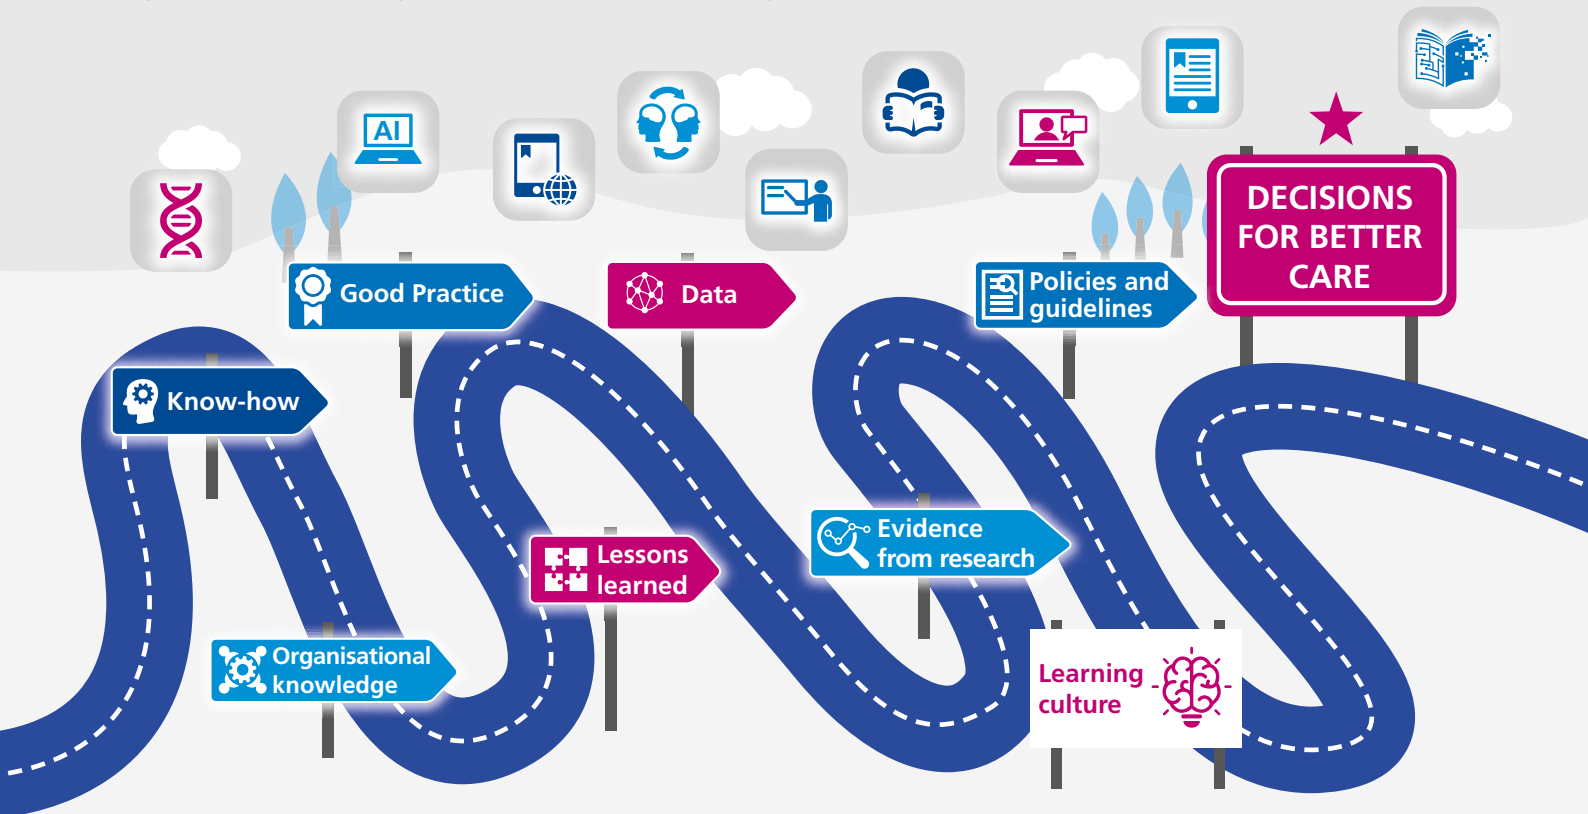 AI
DECISIONS
FOR BETTER
CARE
Good Practice
Data
Policies and
guidelines
Know-how
Evidence
from research
Lessons
learned
Organisational
knowledge
Learning
culture